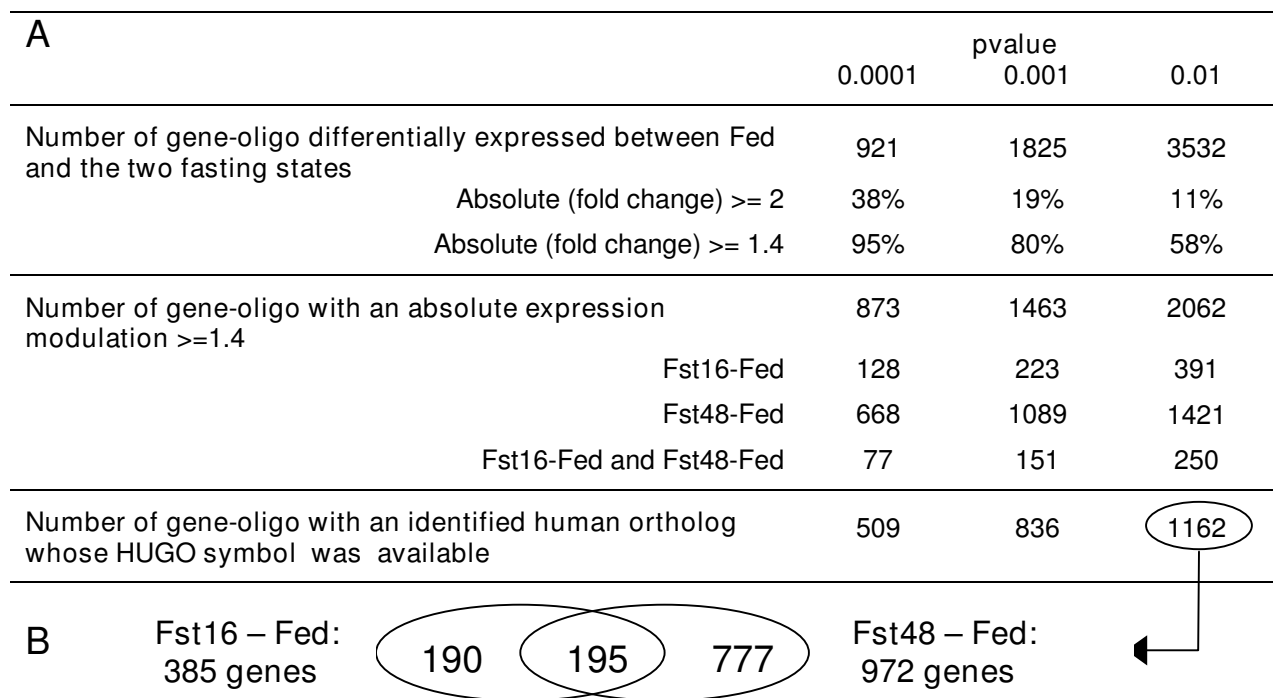 A
pvalue
0.0001 0.001 0.01
Number of gene-oligo differentially expressed between Fed
and the two fasting states
921 1825 3532
Absolute (fold change) >= 2 38% 19% 11%
Absolute (fold change) >= 1.4 95% 80% 58%
Number of gene-oligo with an absolute expression
modulation >=1.4
873 1463 2062
Fst16-Fed 128 223 391
Fst48-Fed 668 1089 1421
Fst16-Fed and Fst48-Fed 77 151 250
Number of gene-oligo with an identified human ortholog
whose HUGO symbol was available
509 836 1162
B
Fst16 – Fed:
385 genes
190 195 777
Fst48 – Fed:
972 genes